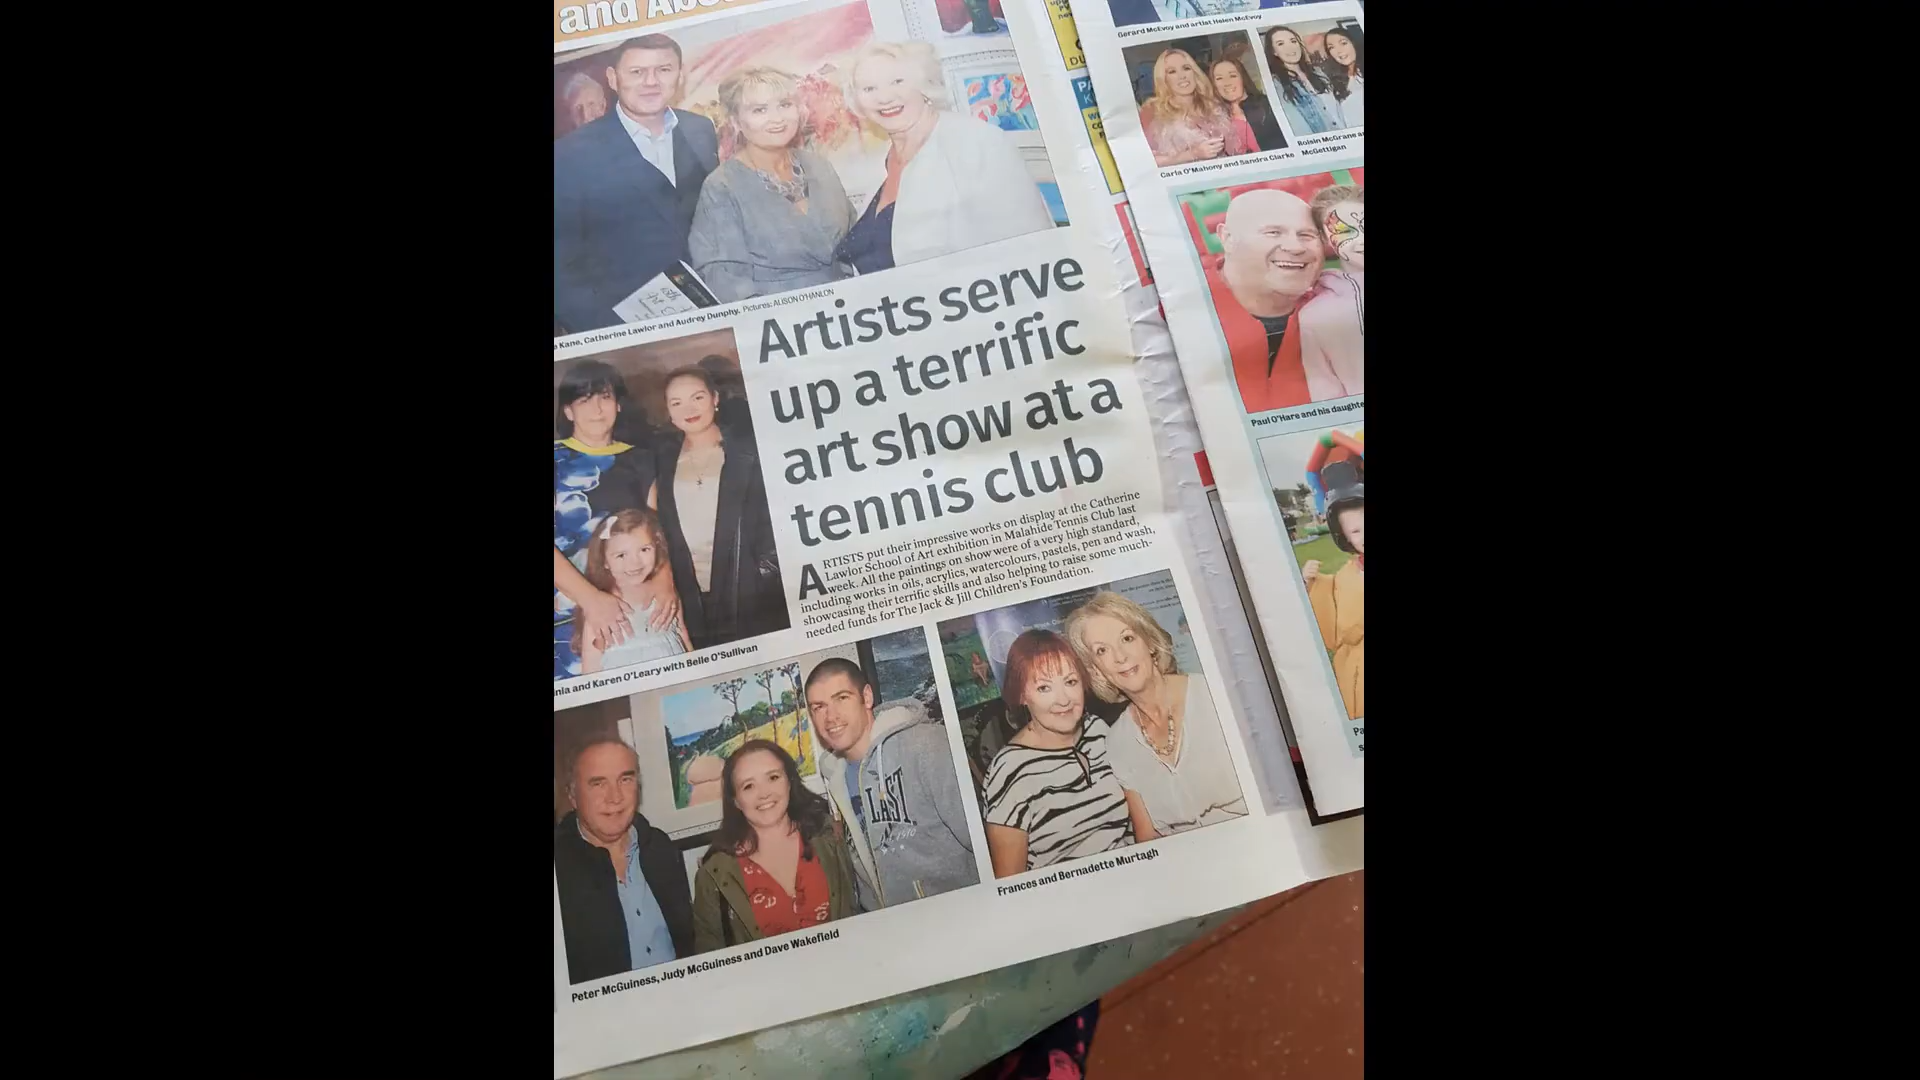 and Abo
Kane, Catherine Lawlor and Audrey Dunphy. Pictures: ALISON O'HANLON
Artists serve
up a terrific
art show at a
tennis club
ARTISTS put their impressive works on display at the Catherine
Lawlor School of Art exhibition in Malahide Tennis Club last
week. All the paintings on show were of a very high standard,
including works in oils, acrylics, watercolours, pastels, pen and wash,
showcasing their terrific skills and also helping to raise some much-
needed funds for The Jack & Jill Children's Foundation.
nia and Karen O'Leary with Belle O'Sullivan
LAST
Peter McGuiness, Judy McGuiness and Dave Wakefield
Frances and Bernadette Murtagh
Gerard McEvoy and artist Helen McEvoy
Carla O'Mahony and Sandra Clarke
Roisin McGrane a
McGettigan
Paul O'Hare and his daughte
Pa
s